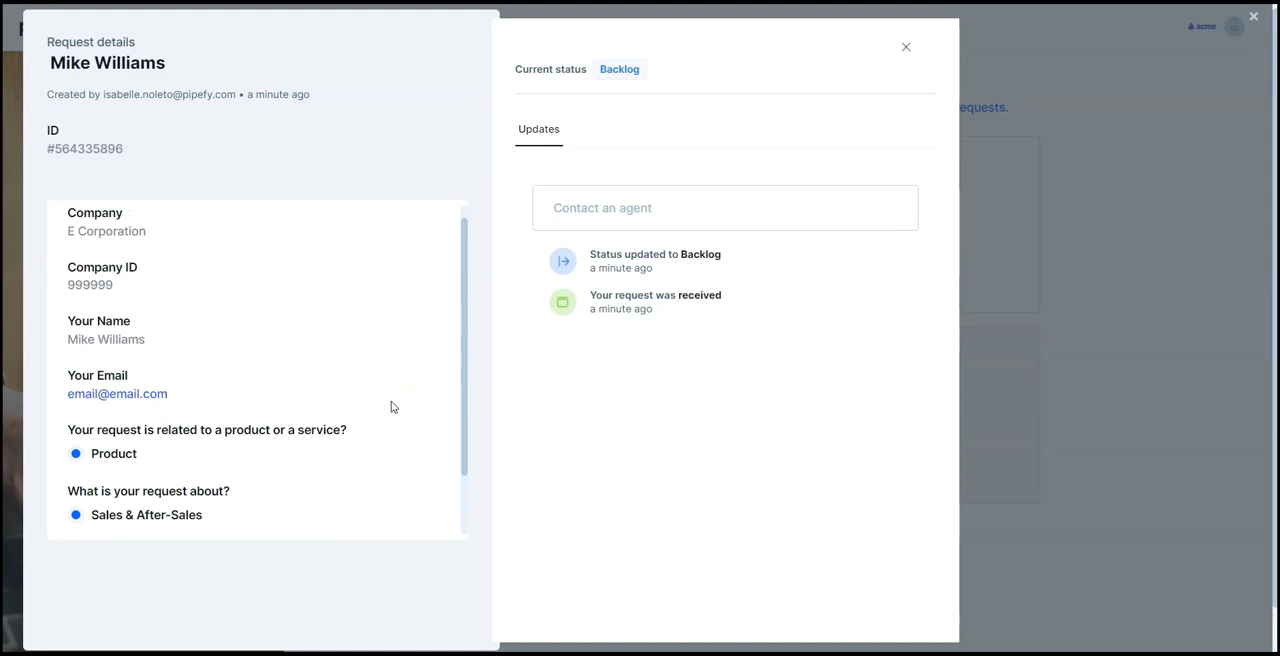 Request details
Mike Williams
Created by isabelle.noleto@pipefy.com • a minute ago
ID
#564335896
Company
E Corporation
Company ID
999999
Your Name
Mike Williams
Your Email
email@email.com
Your request is related to a product or a service?
Product
What is your request about?
Sales & After-Sales
Current status Backlog
Updates
Contact an agent
Status updated to Backlog
a minute ago
Your request was received
a minute ago
acme
equests.